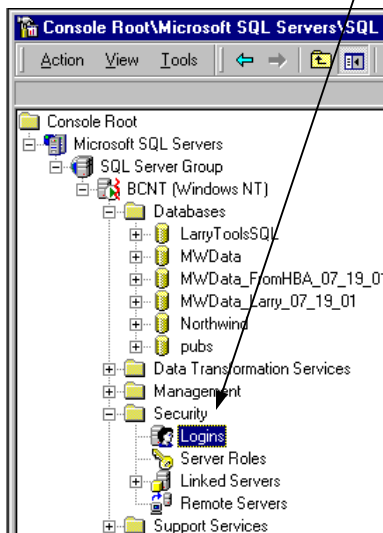 Console Root\Microsoft SQL Servers\SQL
Action View Tools
Console Root
Microsoft SQL Servers
SQL Server Group
BCNT (Windows NT)
Databases
LarryToolsSQL
MWData
MWData_FromHBA_07_19_01
MWData_Larry_07_19_01
Northwind
pubs
Data Transformation Services
Management
Security
Logins
Server Roles
Linked Servers
Remote Servers
Support Services